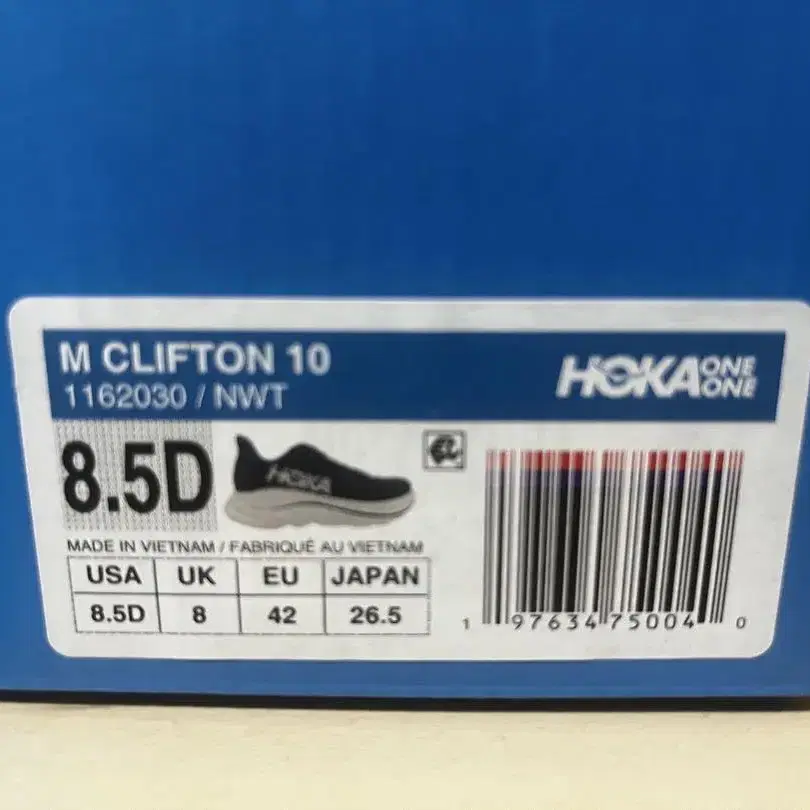 M CLIFTON 10
1162030 / NWT
HOKA ONE ONE
8.5D
HOKA
MADE IN VIETNAM / FABRIQUÉ AU VIETNAM
USA UK EU JAPAN
8.5D 8 42 26.5
1 97634 75004 0